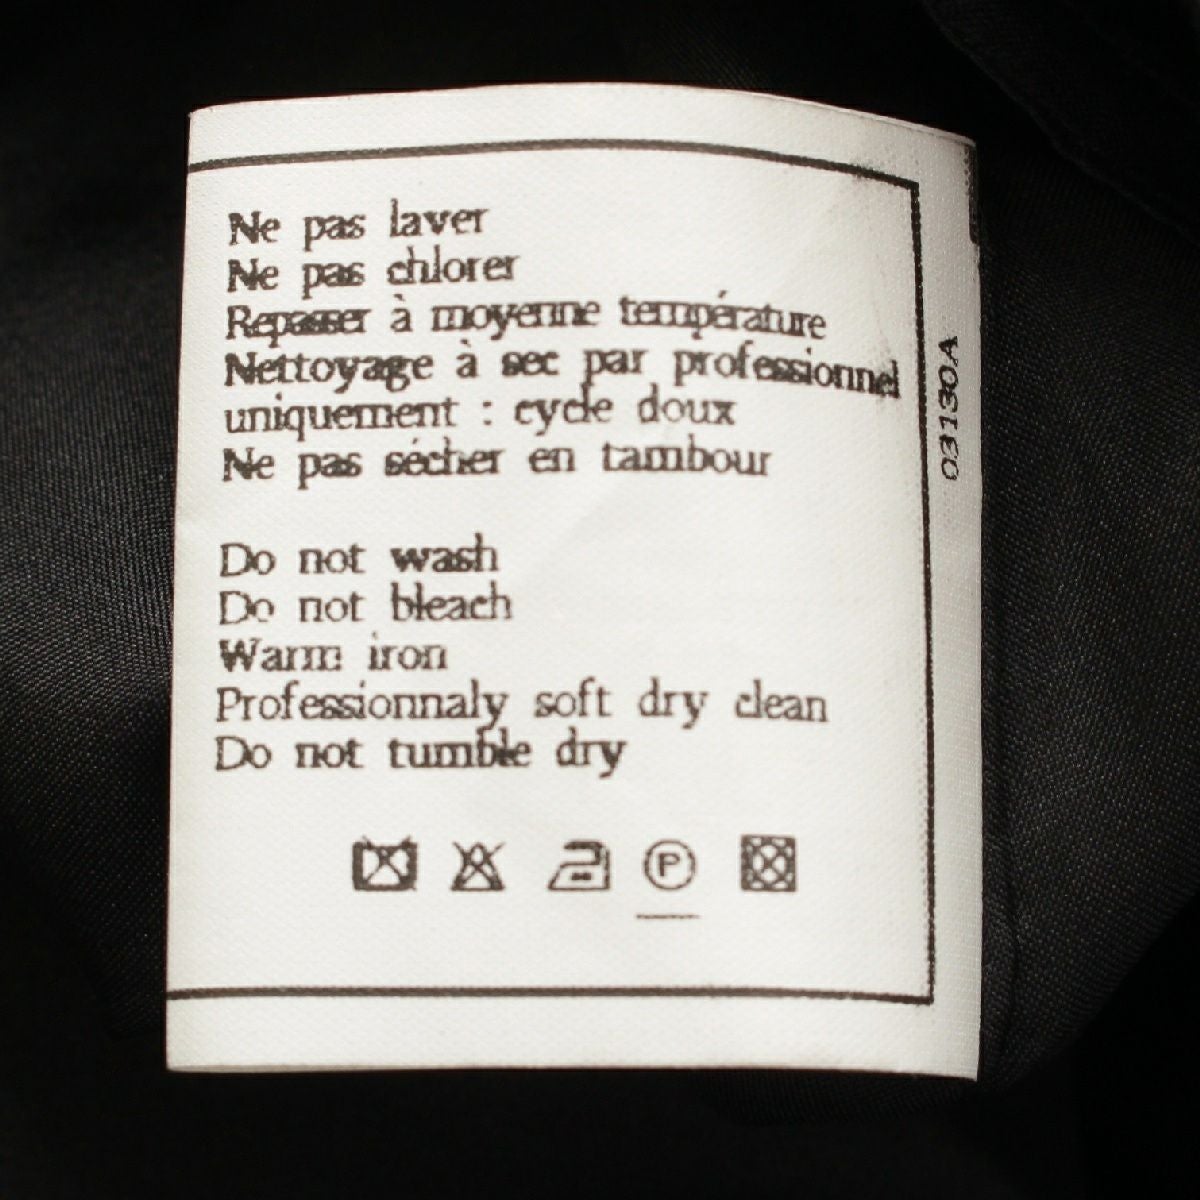 Ne pas laver
Ne pas chlorer
Repasser à moyenne température
Nettoyage à sec par professionnel
uniquement : cycle doux
Ne pas sécher en tambour
Do not wash
Do not bleach
Warm iron
Professionnaly soft dry clean
Do not tumble dry
P
03130A